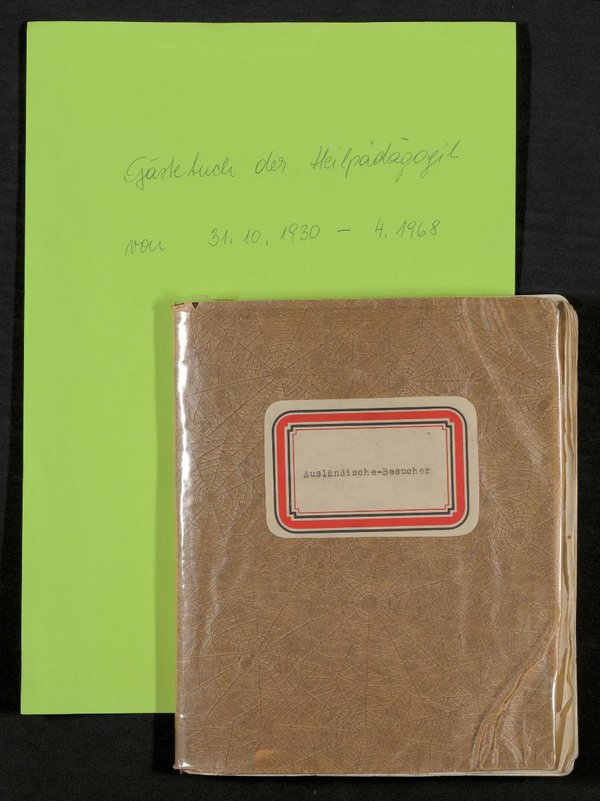 Gästebuch der Heilpädagogik
von 31.10.1930 - 4.1968
Ausländische-Besucher